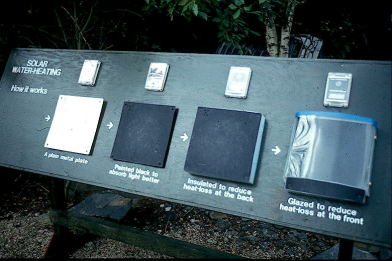 SOLAR
WATER-HEATING
How it works
A plain metal plate
Painted black to
absorb light better
Insulated to reduce
heat-loss at the back
Glazed to reduce
heat-loss at the front